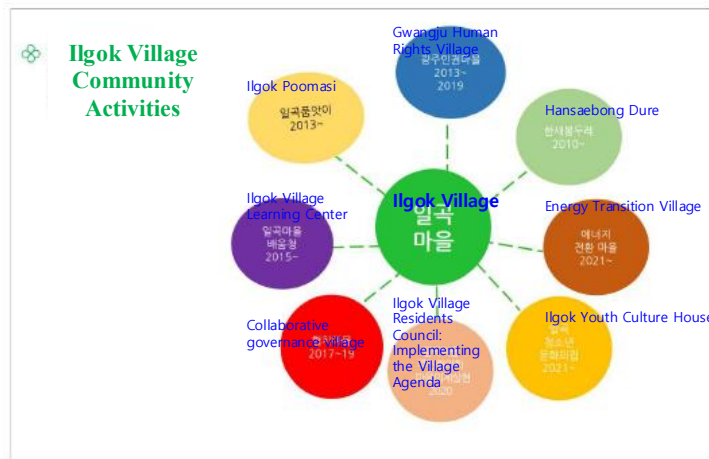 Ilgok Village
Community
Activities
Gwangju Human
Rights Village
광주인권마을
2013~
2019
Ilgok Poomasi
일곡품앗이
2013~
Hansaebong Dure
한새봉두레
2010~
Ilgok Village
일곡
마을
Ilgok Village
Learning Center
일곡마을
배움청
2015~
Energy Transition Village
에너지
전환 마을
2021~
Collaborative
governance village
2017~19
Ilgok Village
Residents
Council:
Implementing
the Village
Agenda
2020
Ilgok Youth Culture House
일곡
청소년
문화의집
2021~